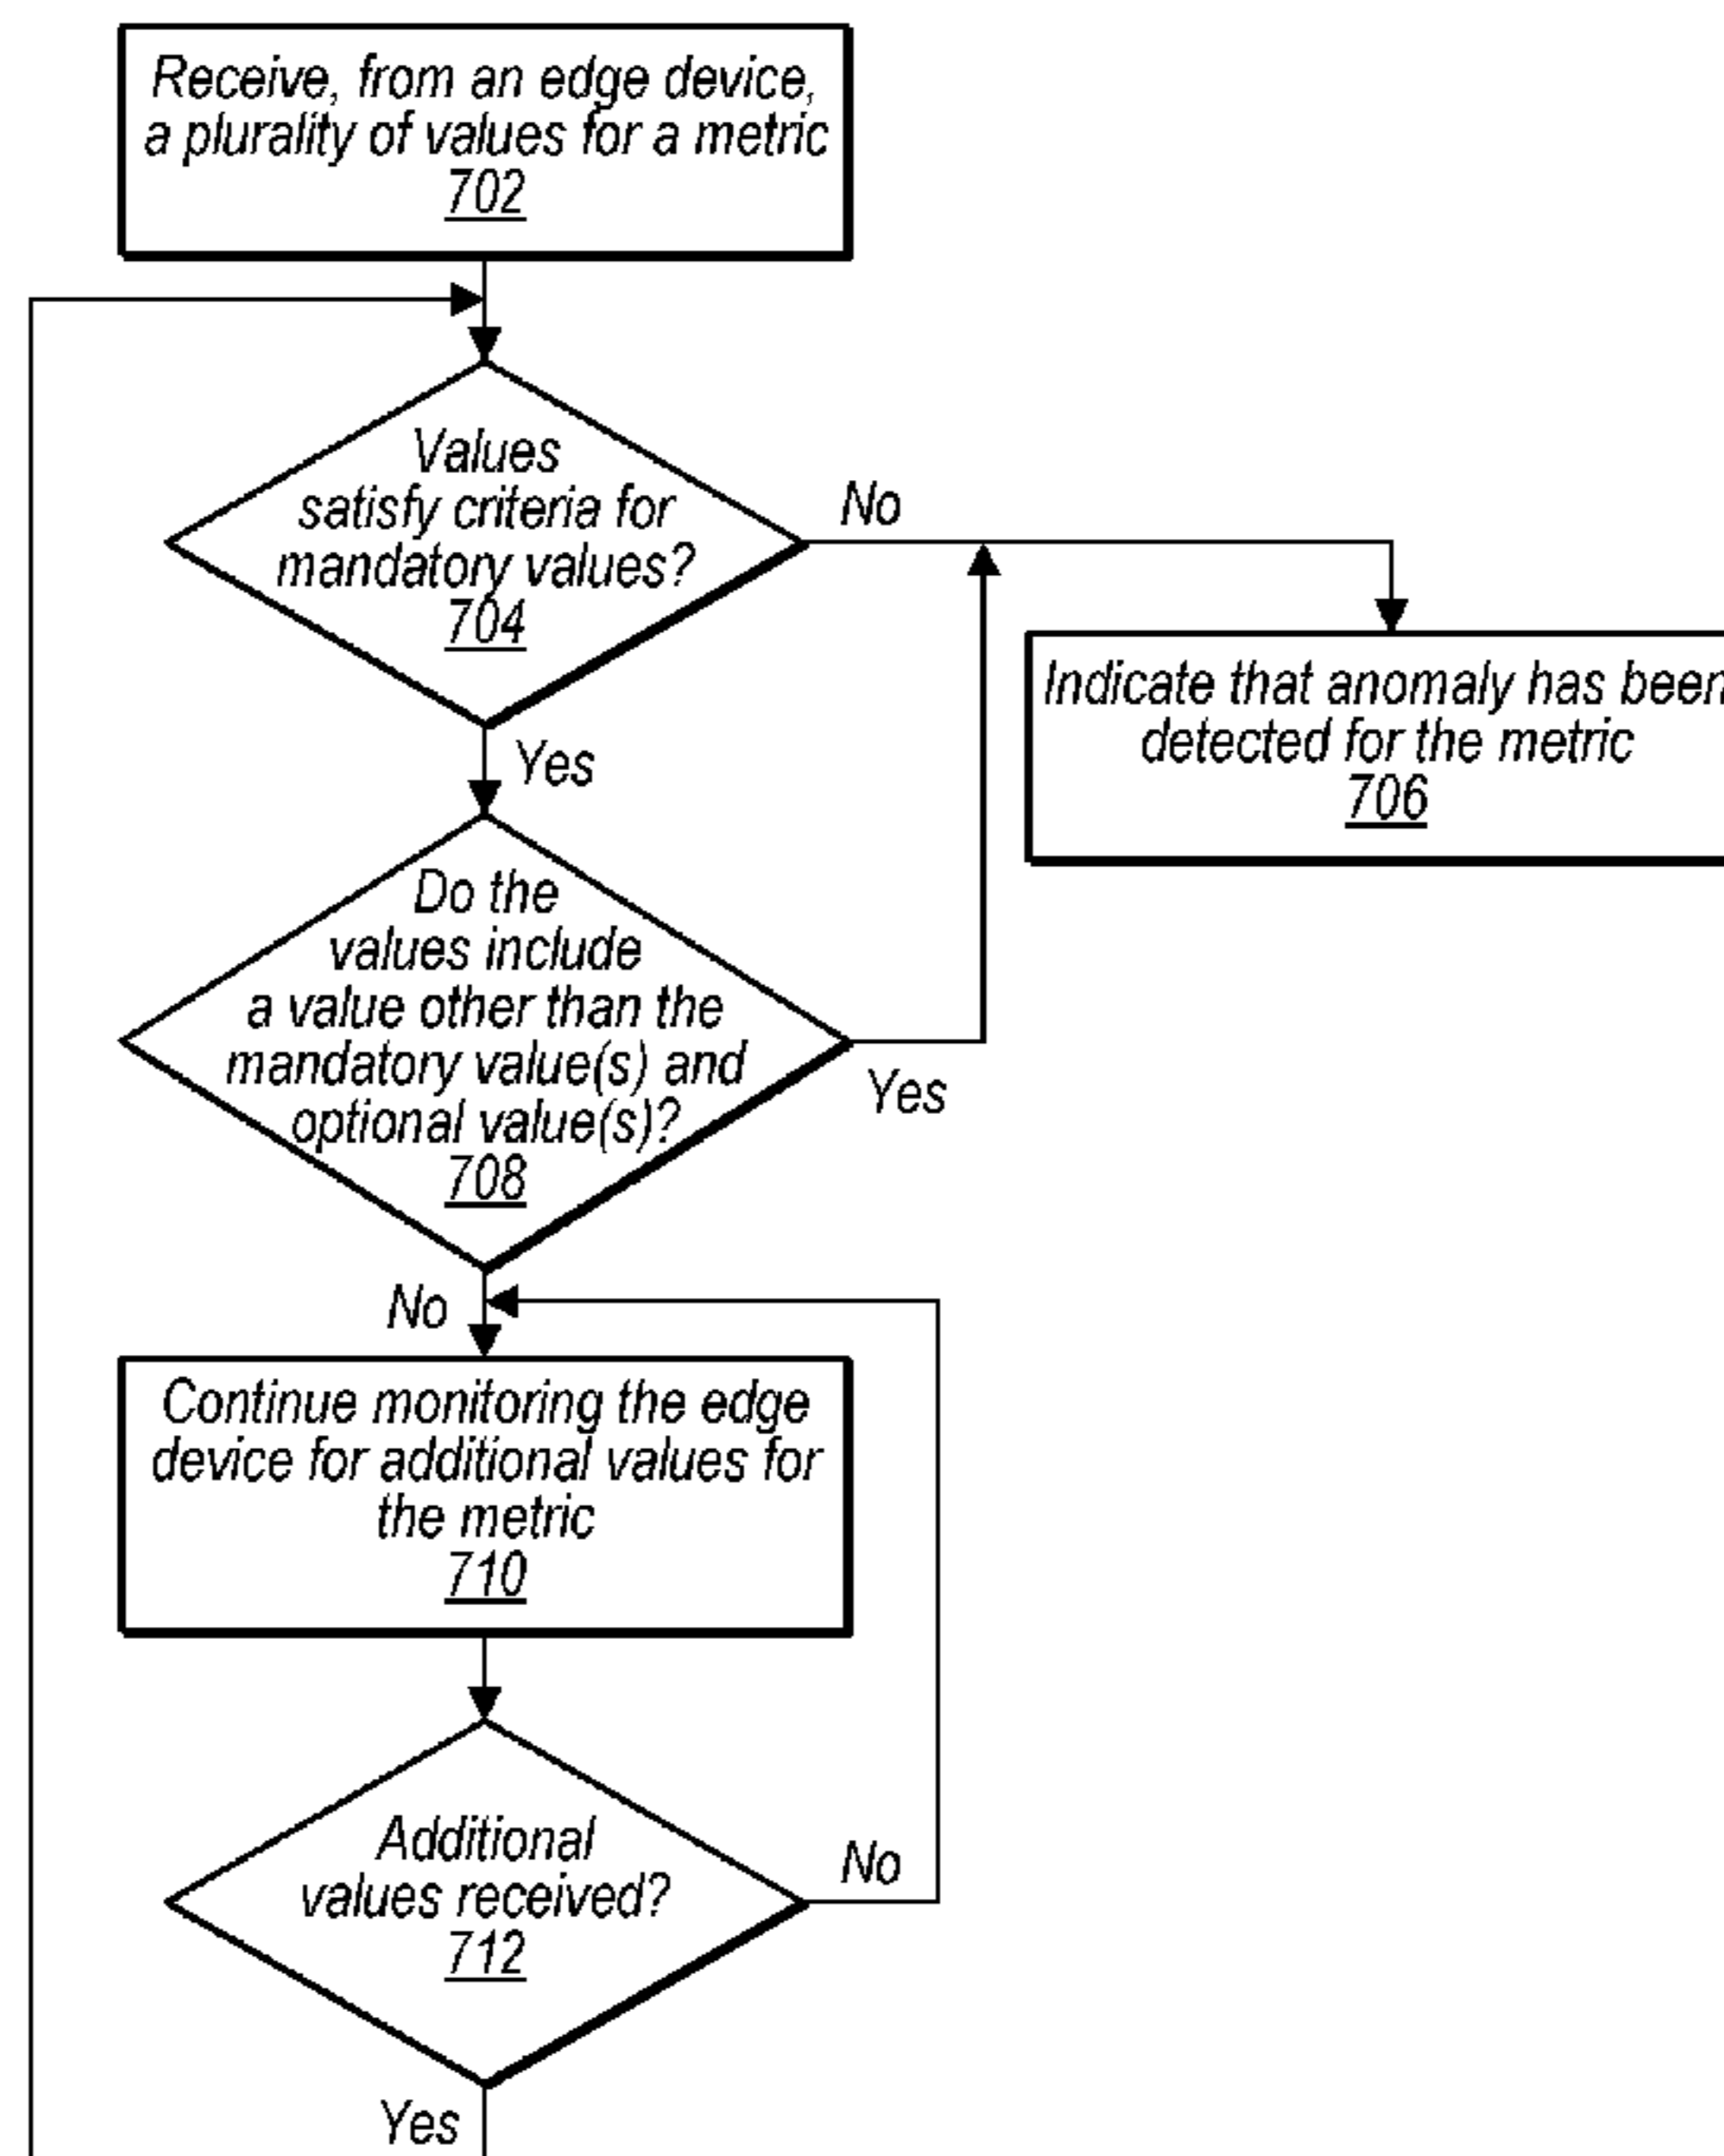 Receive, from an edge device,
a plurality of values for a metric
702
Values
satisfy criteria for
mandatory values?
704
No
Yes
Indicate that anomaly has been
detected for the metric
706
Do the
values include
a value other than the
mandatory value(s) and
optional value(s)?
708
Yes
No
Continue monitoring the edge
device for additional values for
the metric
710
Additional
values received?
712
No
Yes